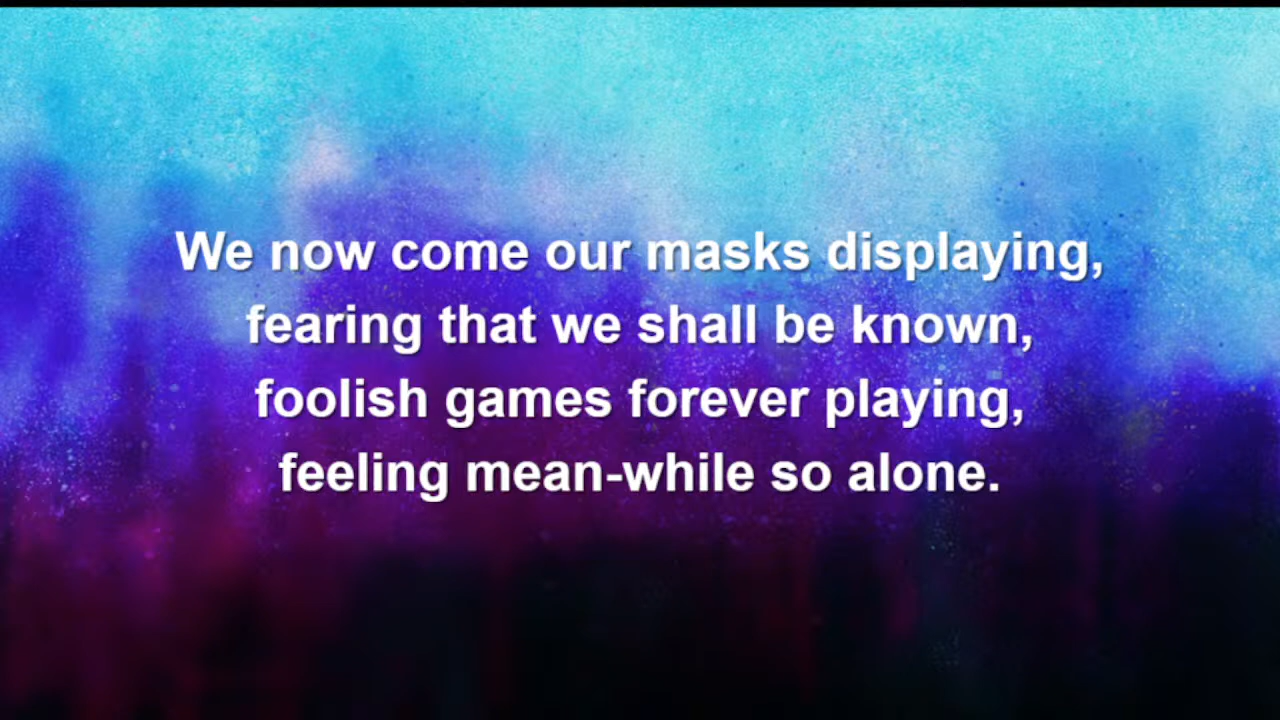 We now come our masks displaying,
fearing that we shall be known,
foolish games forever playing,
feeling mean-while so alone.